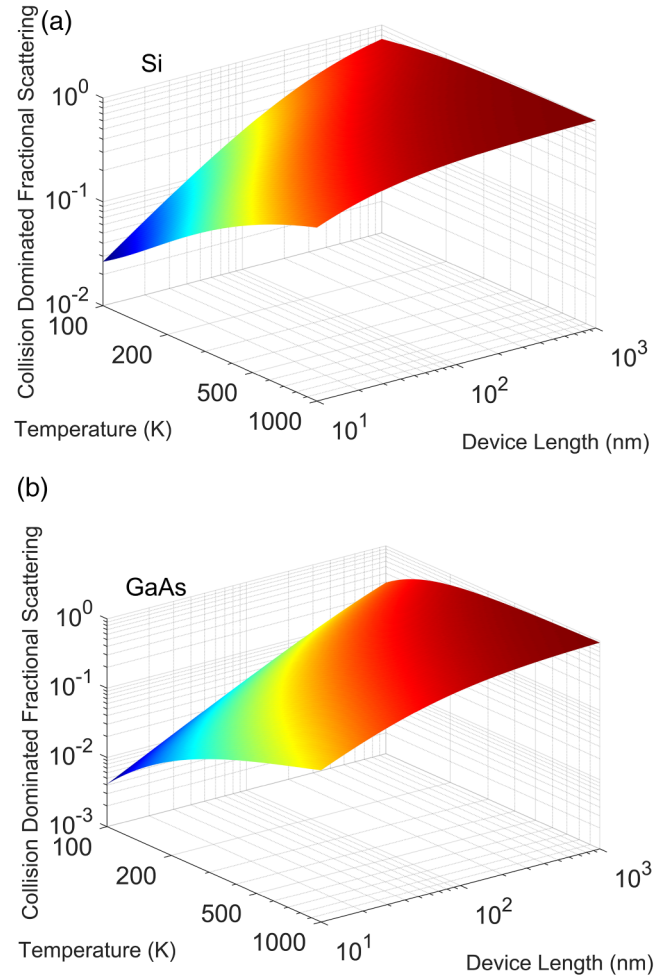 (a)
Si
Collision Dominated Fractional Scattering
10^0
10^-1
10^-2
100
200
500
1000
Temperature (K)
10^1
10^2
10^3
Device Length (nm)
(b)
GaAs
Collision Dominated Fractional Scattering
10^0
10^-1
10^-2
10^-3
100
200
500
1000
Temperature (K)
10^1
10^2
10^3
Device Length (nm)